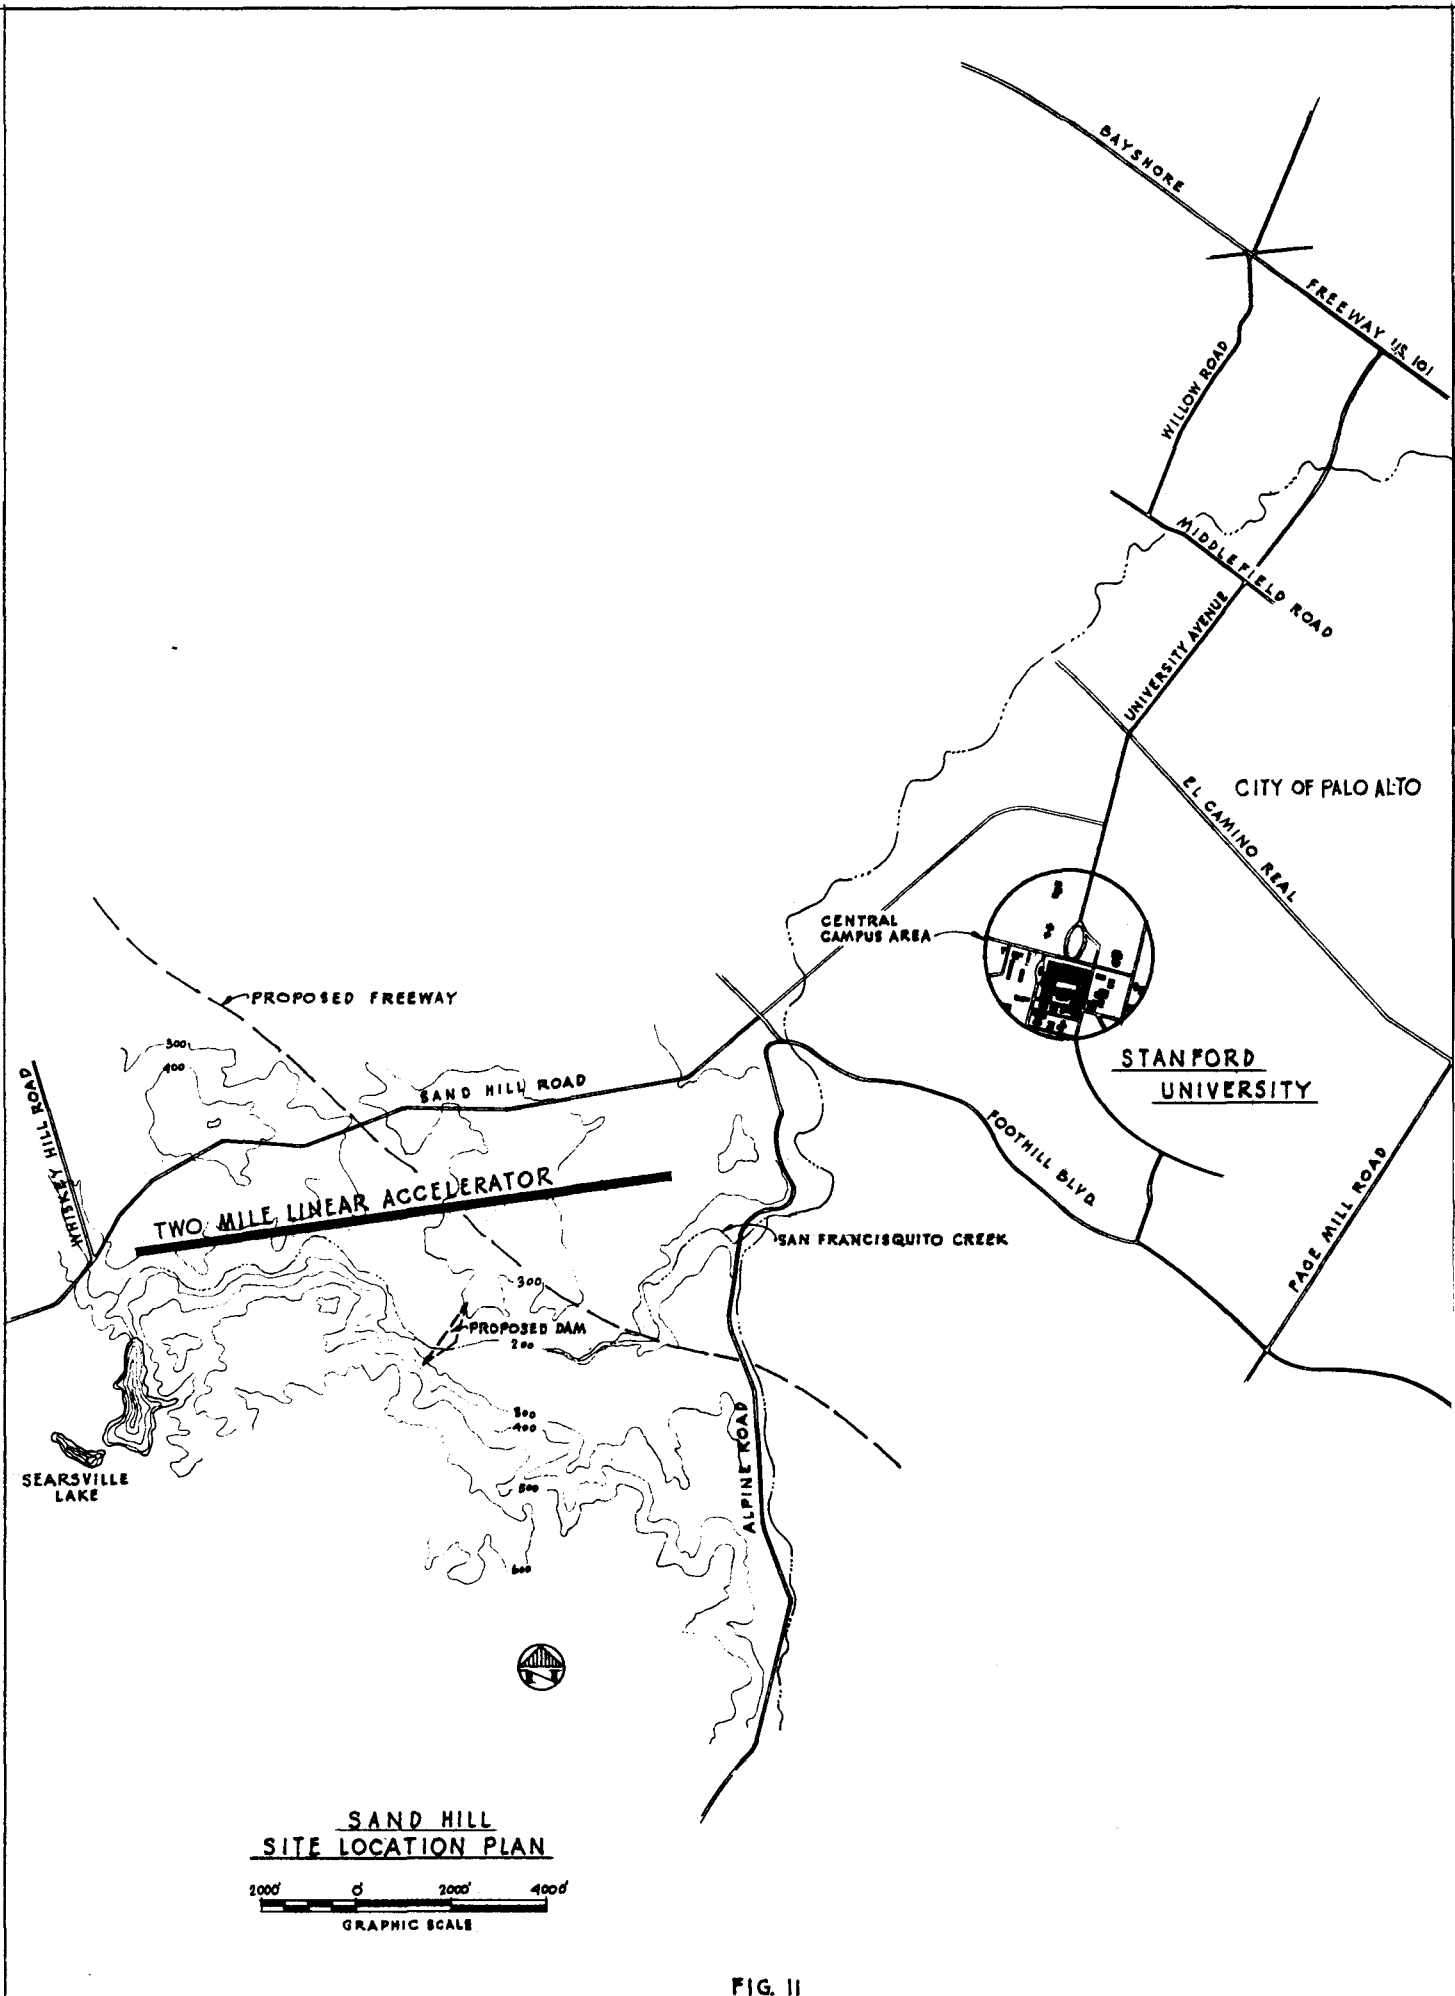 BAYSHORE
FREEWAY U.S. 101
WILLOW ROAD
MIDDLEFIELD ROAD
UNIVERSITY AVENUE
CITY OF PALO ALTO
EL CAMINO REAL
CENTRAL
CAMPUS AREA
PROPOSED FREEWAY
STANFORD
UNIVERSITY
300
400
SAND HILL ROAD
WHISKEY HILL ROAD
FOOTHILL BLVD.
PAGE MILL ROAD
TWO MILE LINEAR ACCELERATOR
SAN FRANCISQUITO CREEK
300
PROPOSED DAM
200
300
400
ALPINE ROAD
SEARSVILLE
LAKE
500
600
N
SAND HILL
SITE LOCATION PLAN
2000' 0' 2000' 4000'
GRAPHIC SCALE
FIG. 11